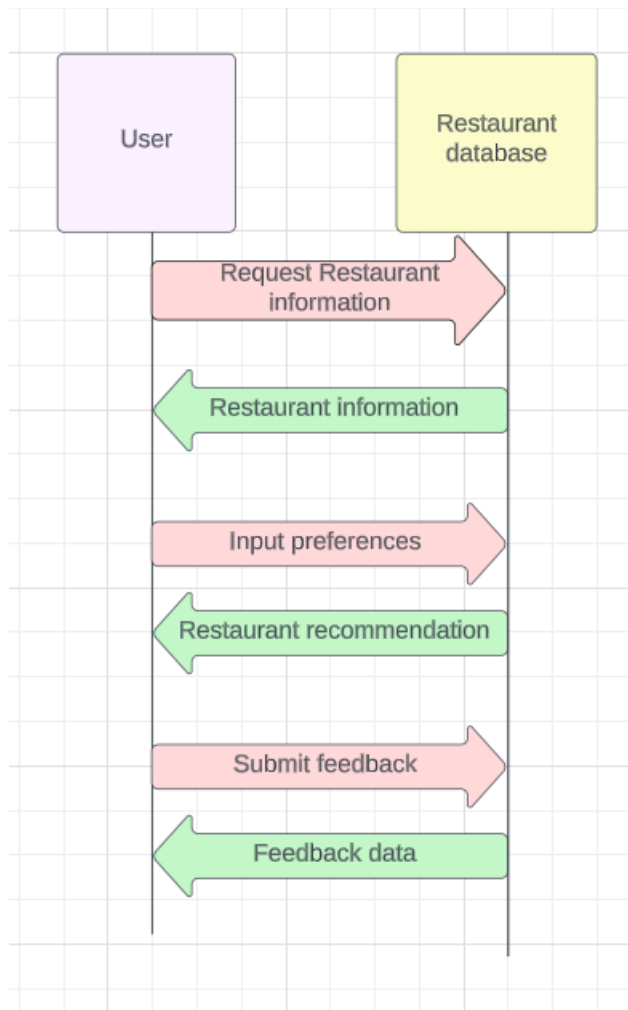 User
Restaurant
database
Request Restaurant
information
Restaurant information
Input preferences
Restaurant recommendation
Submit feedback
Feedback data